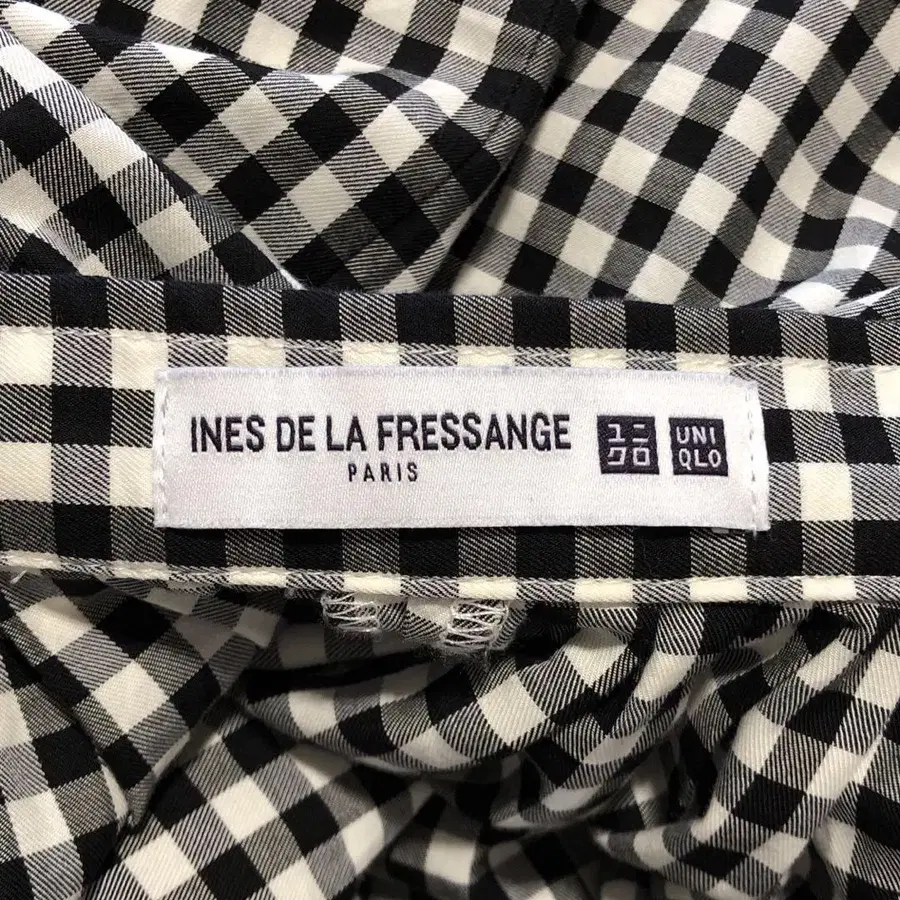 INES DE LA FRESSANGE
PARIS
ユニ
クロ
UNI
QLO